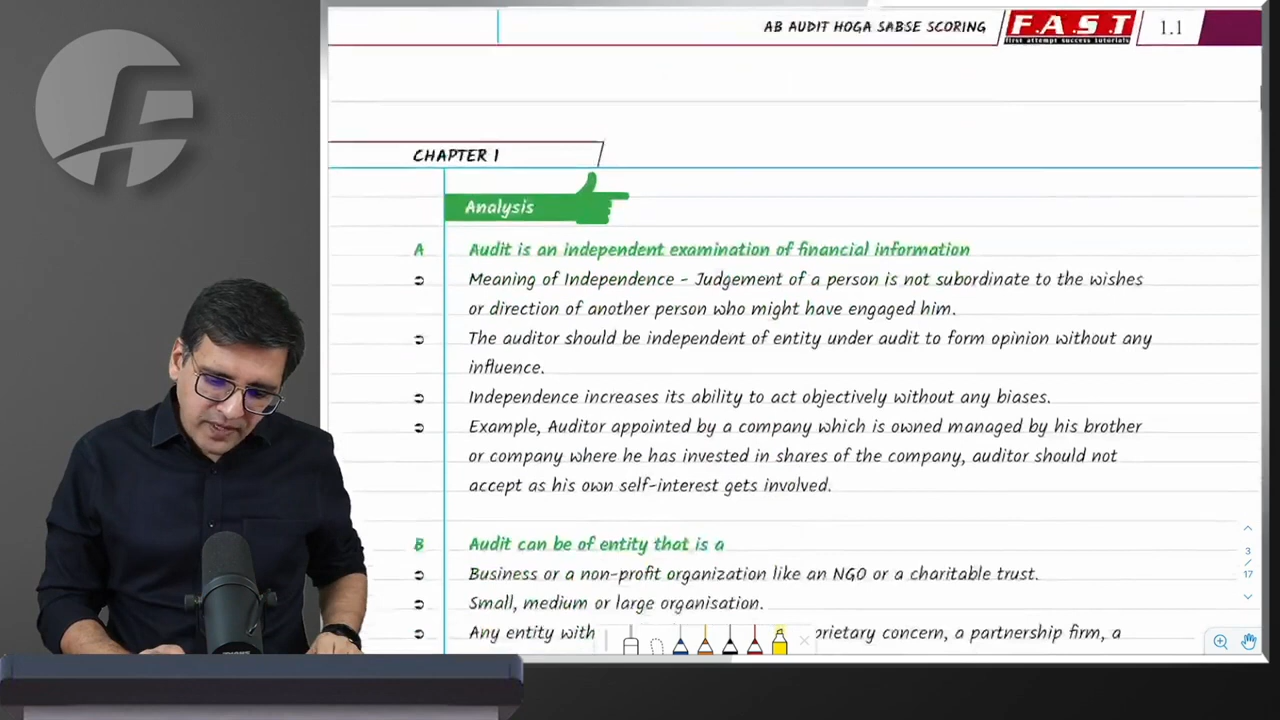 AB AUDIT HOGA SABSE SCORING
F.A.S.T
first attempt success tutorials
1.1
CHAPTER 1
Analysis
A Audit is an independent examination of financial information
➲ Meaning of Independence - Judgement of a person is not subordinate to the wishes
or direction of another person who might have engaged him.
➲ The auditor should be independent of entity under audit to form opinion without any
influence.
➲ Independence increases its ability to act objectively without any biases.
➲ Example, Auditor appointed by a company which is owned managed by his brother
or company where he has invested in shares of the company, auditor should not
accept as his own self-interest gets involved.
B Audit can be of entity that is a
➲ Business or a non-profit organization like an NGO or a charitable trust.
➲ Small, medium or large organisation.
➲ Any entity with prietary concern, a partnership firm, a
3
/
17